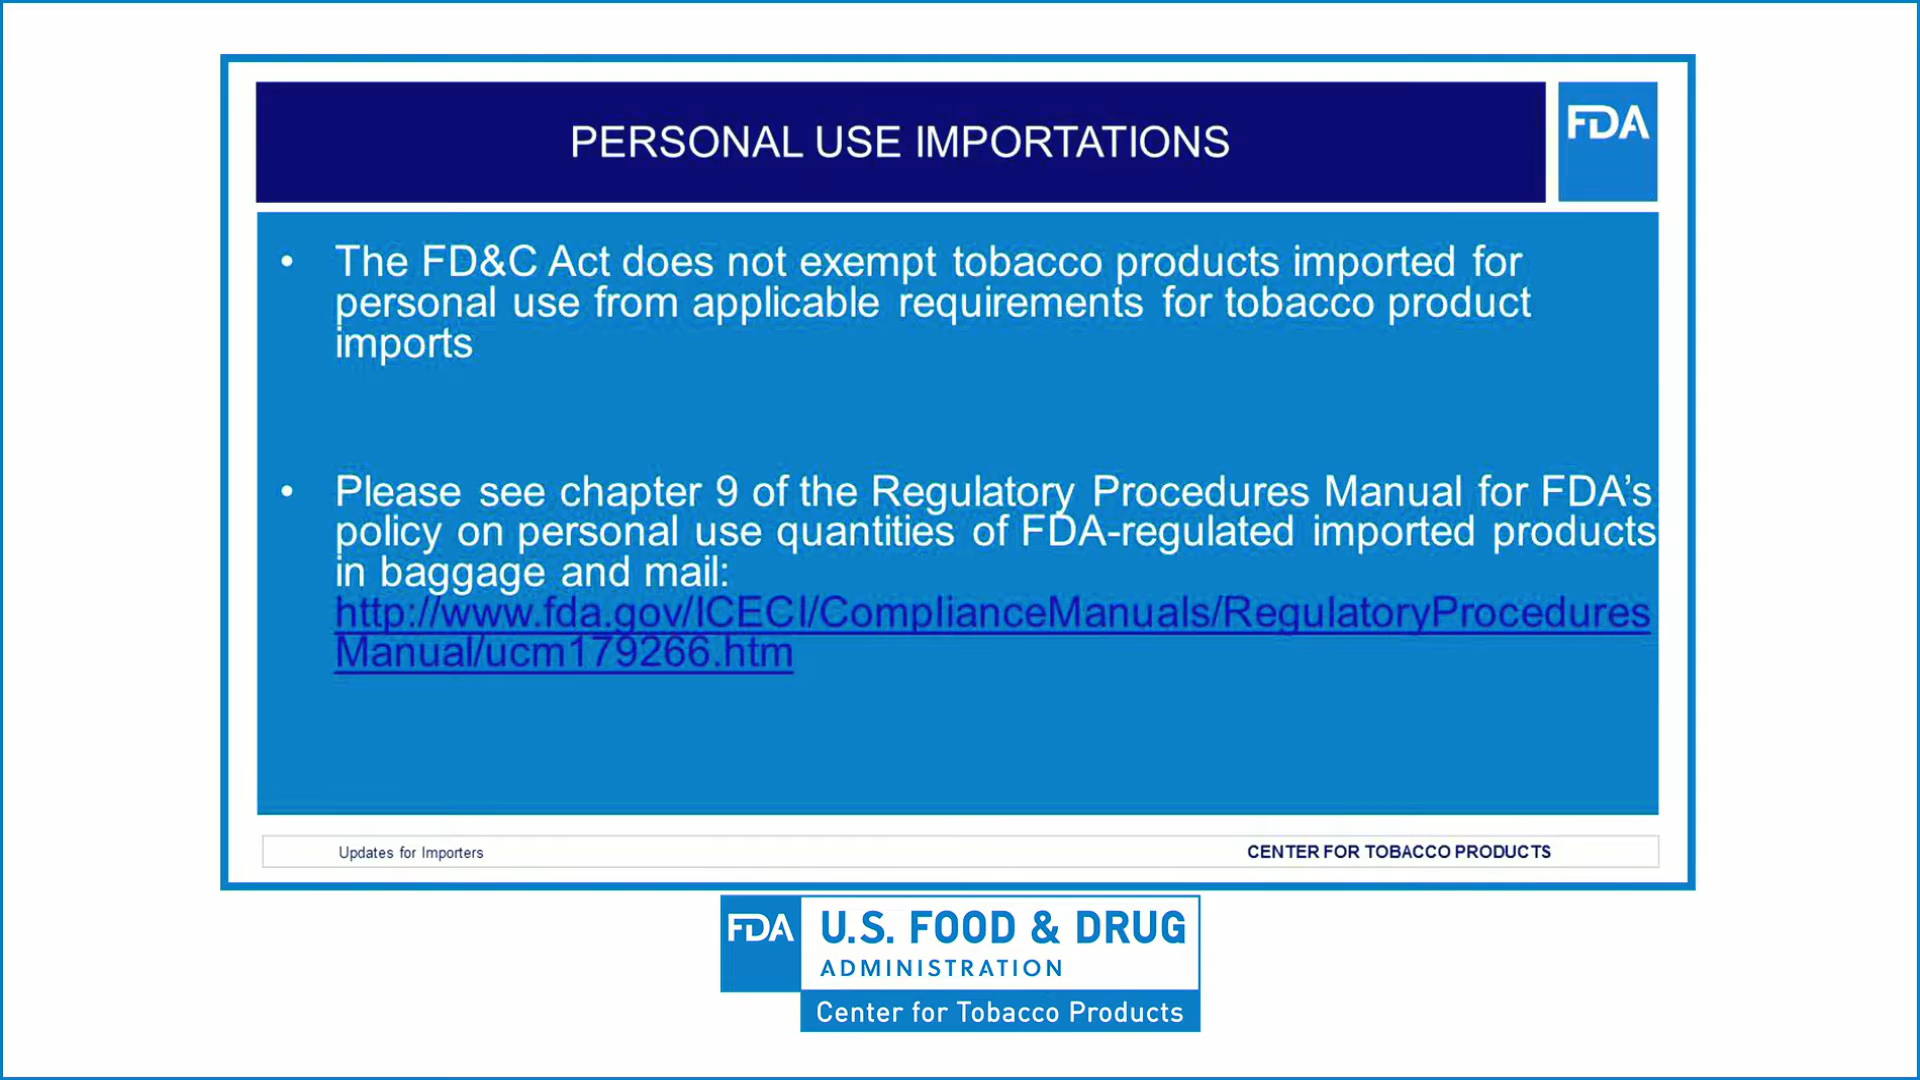 PERSONAL USE IMPORTATIONS
FDA
• The FD&C Act does not exempt tobacco products imported for
personal use from applicable requirements for tobacco product
imports
• Please see chapter 9 of the Regulatory Procedures Manual for FDA’s
policy on personal use quantities of FDA-regulated imported products
in baggage and mail:
http://www.fda.gov/ICECI/ComplianceManuals/RegulatoryProcedures
Manual/ucm179266.htm
Updates for Importers
CENTER FOR TOBACCO PRODUCTS
FDA
U.S. FOOD & DRUG
ADMINISTRATION
Center for Tobacco Products